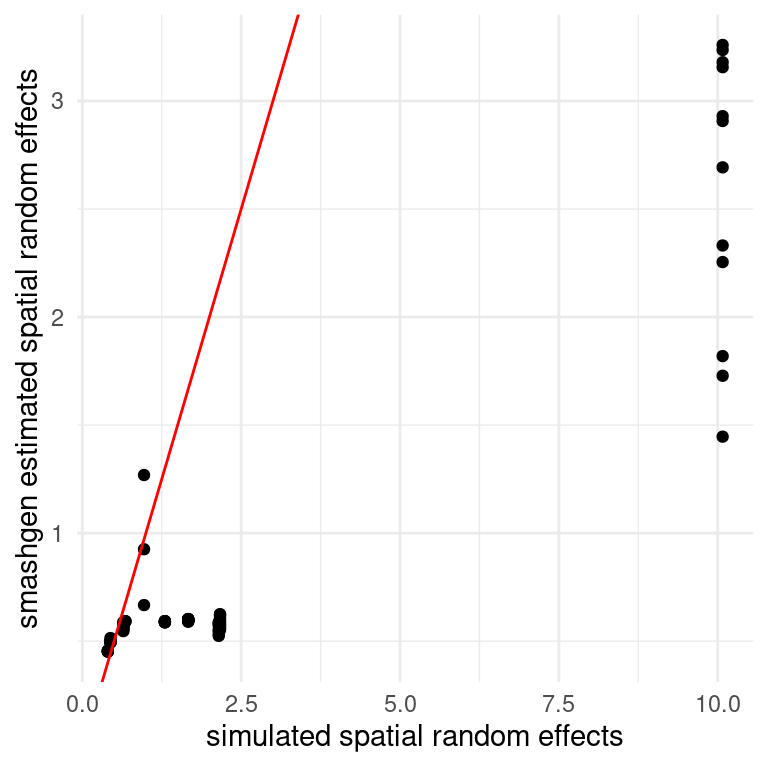 smashgen estimated spatial random effects
3
2
1
0.0 2.5 5.0 7.5 10.0
simulated spatial random effects